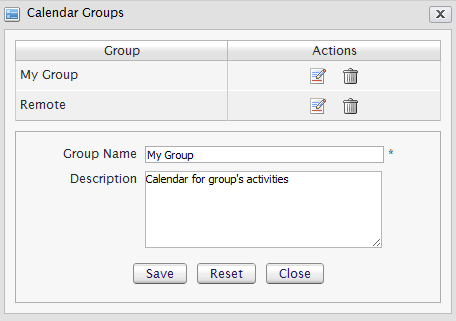 Calendar Groups
Group Actions
My Group
Remote
Group Name My Group *
Description Calendar for group's activities
Save Reset Close